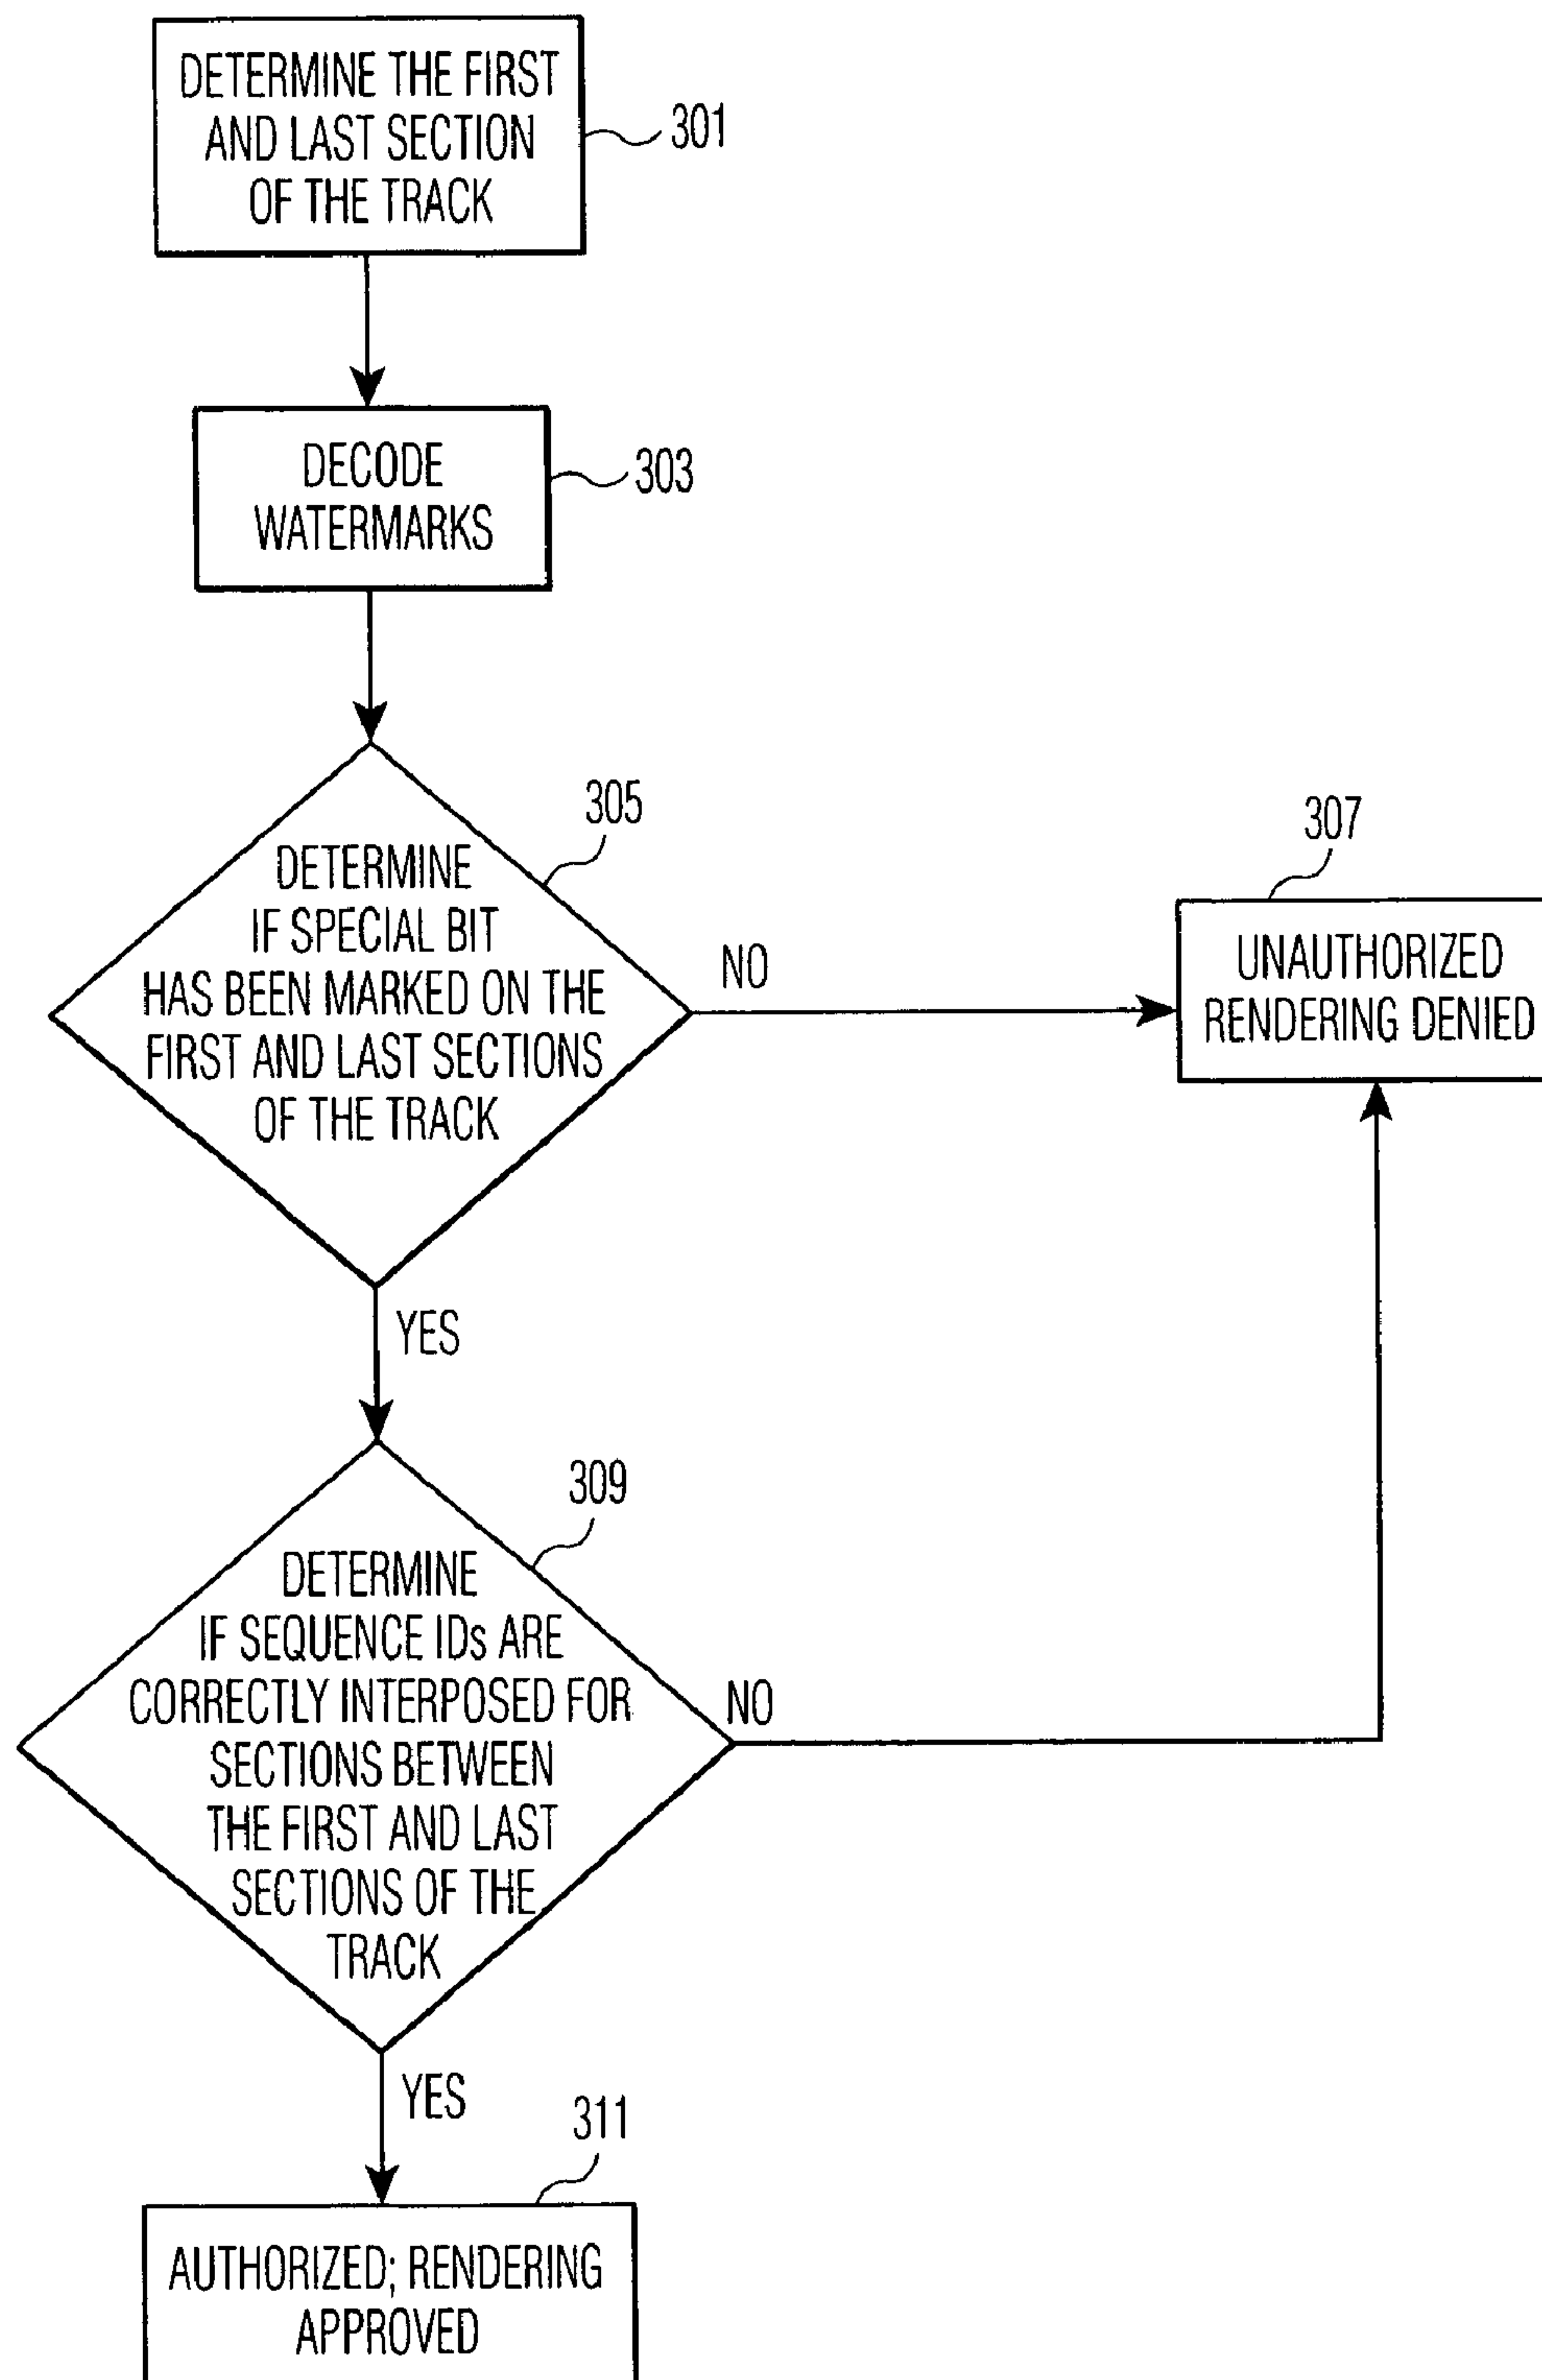 DETERMINE THE FIRST
AND LAST SECTION
OF THE TRACK
301
DECODE
WATERMARKS
303
305
DETERMINE
IF SPECIAL BIT
HAS BEEN MARKED ON THE
FIRST AND LAST SECTIONS
OF THE TRACK
NO
307
UNAUTHORIZED
RENDERING DENIED
YES
309
DETERMINE
IF SEQUENCE IDs ARE
CORRECTLY INTERPOSED FOR
SECTIONS BETWEEN
THE FIRST AND LAST
SECTIONS OF THE
TRACK
NO
YES
311
AUTHORIZED; RENDERING
APPROVED